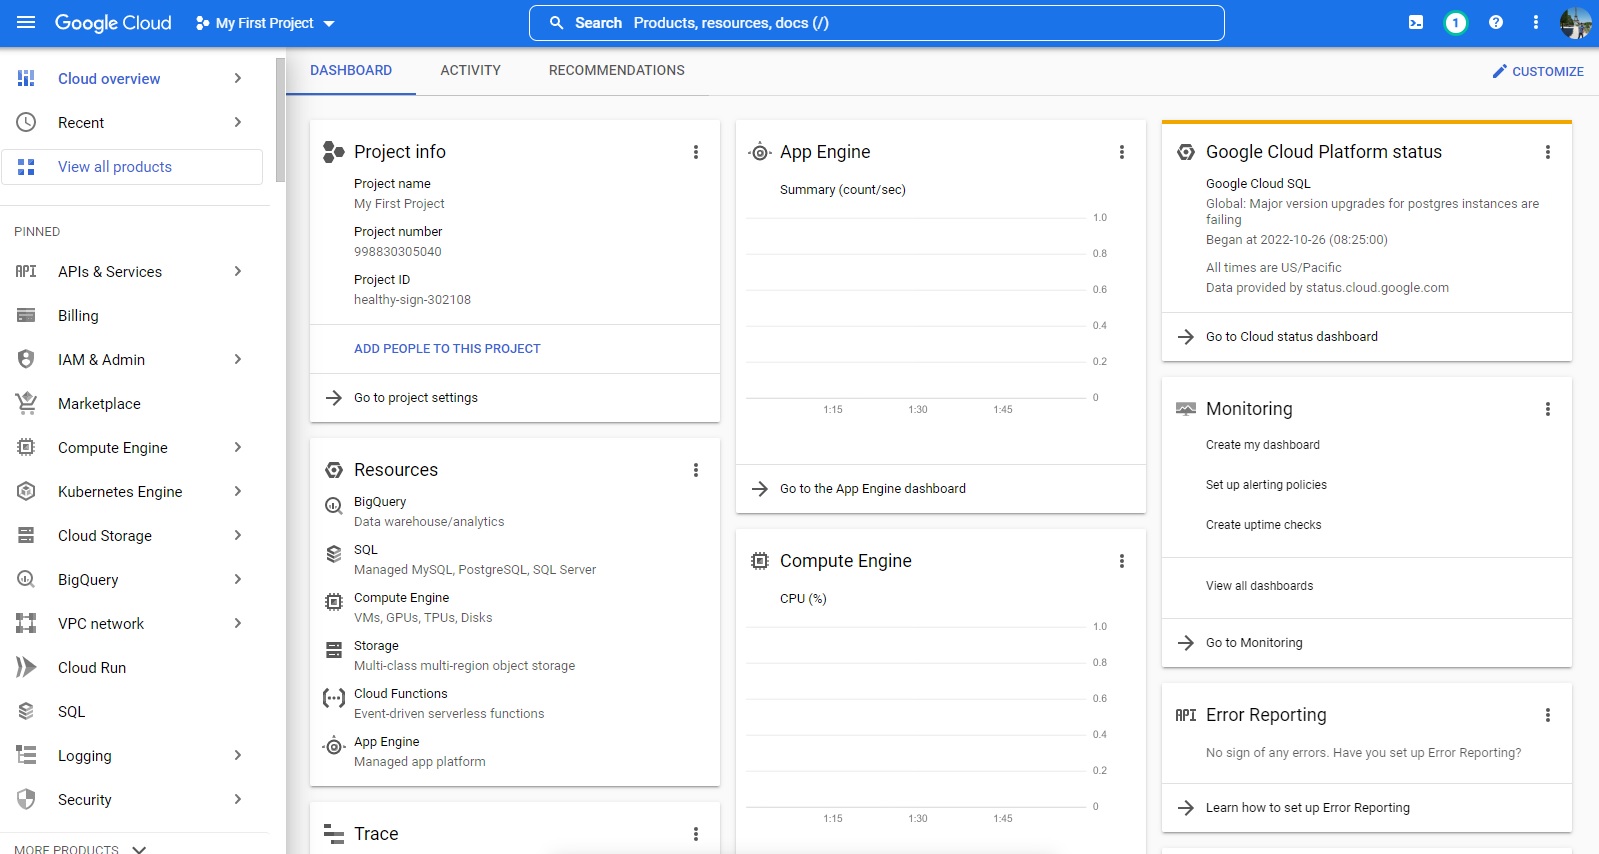 Google Cloud
My First Project
Search Products, resources, docs (/)
1
Cloud overview
Recent
View all products
PINNED
API APIs & Services
Billing
IAM & Admin
Marketplace
Compute Engine
Kubernetes Engine
Cloud Storage
BigQuery
VPC network
Cloud Run
SQL
Logging
Security
MORE PRODUCTS
DASHBOARD
ACTIVITY
RECOMMENDATIONS
CUSTOMIZE
Project info
Project name
My First Project
Project number
998830305040
Project ID
healthy-sign-302108
ADD PEOPLE TO THIS PROJECT
Go to project settings
Resources
BigQuery
Data warehouse/analytics
SQL
Managed MySQL, PostgreSQL, SQL Server
Compute Engine
VMs, GPUs, TPUs, Disks
Storage
Multi-class multi-region object storage
Cloud Functions
Event-driven serverless functions
App Engine
Managed app platform
Trace
App Engine
Summary (count/sec)
1.0
0.8
0.6
0.4
0.2
0
1:15 1:30 1:45
Go to the App Engine dashboard
Compute Engine
CPU (%)
1.0
0.8
0.6
0.4
0.2
0
1:15 1:30 1:45
Google Cloud Platform status
Google Cloud SQL
Global: Major version upgrades for postgres instances are
failing
Began at 2022-10-26 (08:25:00)
All times are US/Pacific
Data provided by status.cloud.google.com
Go to Cloud status dashboard
Monitoring
Create my dashboard
Set up alerting policies
Create uptime checks
View all dashboards
Go to Monitoring
API Error Reporting
No sign of any errors. Have you set up Error Reporting?
Learn how to set up Error Reporting